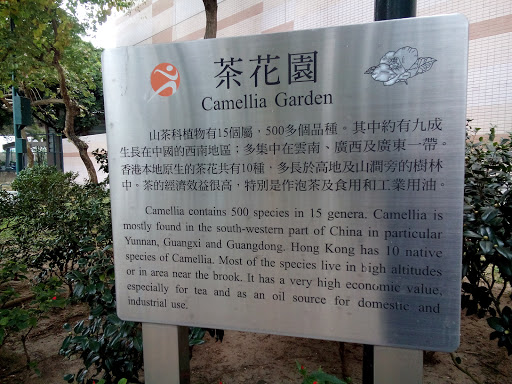 茶花園
Camellia Garden
山茶科植物有15個屬，500多個品種。其中約有九成
生長在中國的西南地區；多集中在雲南、廣西及廣東一帶。
香港本地原生的茶花共有10種，多長於高地及山澗旁的樹林
中。茶的經濟效益很高，特別是作泡茶及食用和工業用油。
Camellia contains 500 species in 15 genera. Camellia is
mostly found in the south-western part of China in particular
Yunnan, Guangxi and Guangdong. Hong Kong has 10 native
species of Camellia. Most of the species live in high altitudes
or in area near the brook. It has a very high economic value,
especially for tea and as an oil source for domestic and
industrial use.